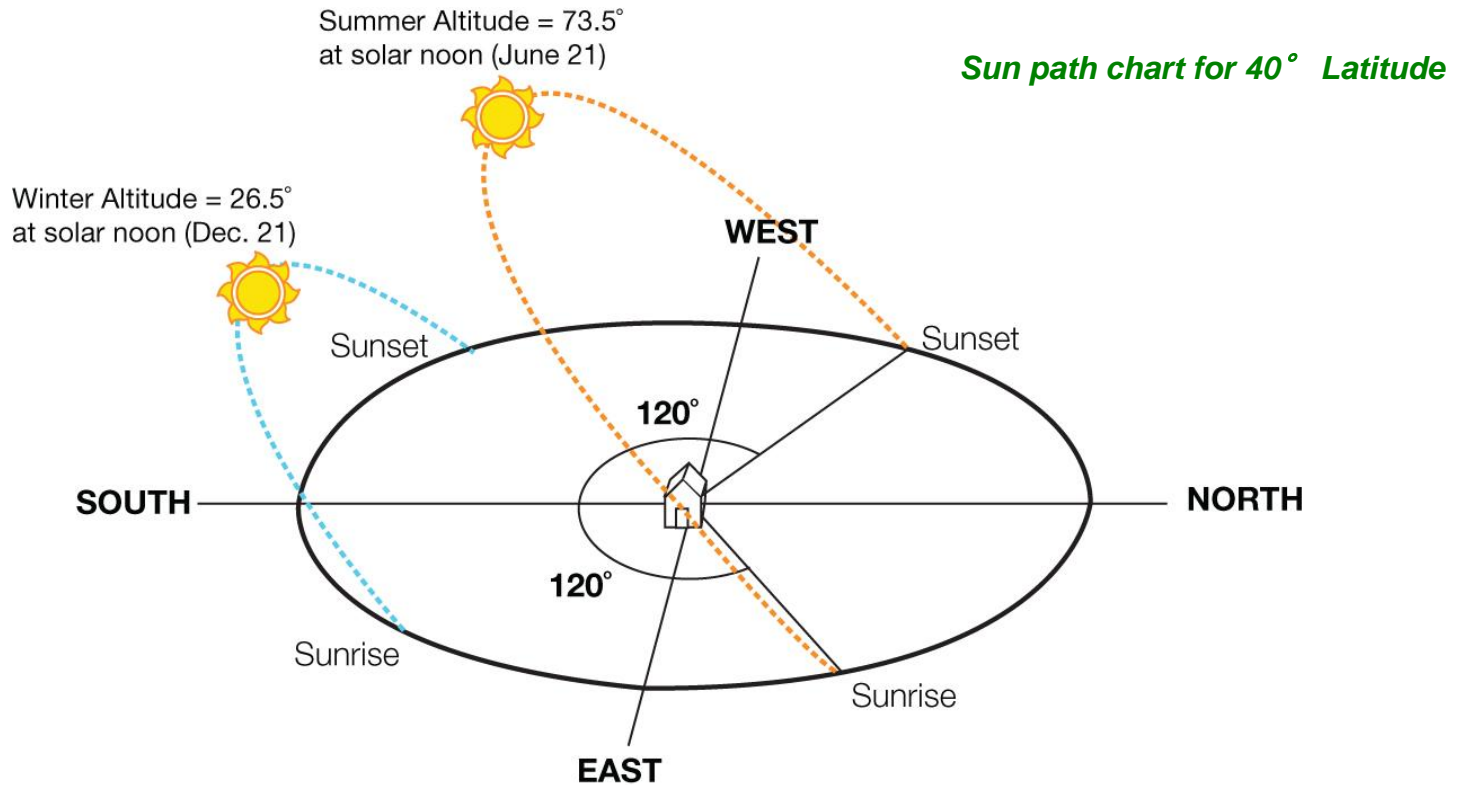 Summer Altitude = 73.5°
at solar noon (June 21)
Sun path chart for 40° Latitude
Winter Altitude = 26.5°
at solar noon (Dec. 21)
WEST
Sunset
Sunset
120°
SOUTH
NORTH
120°
Sunrise
Sunrise
EAST